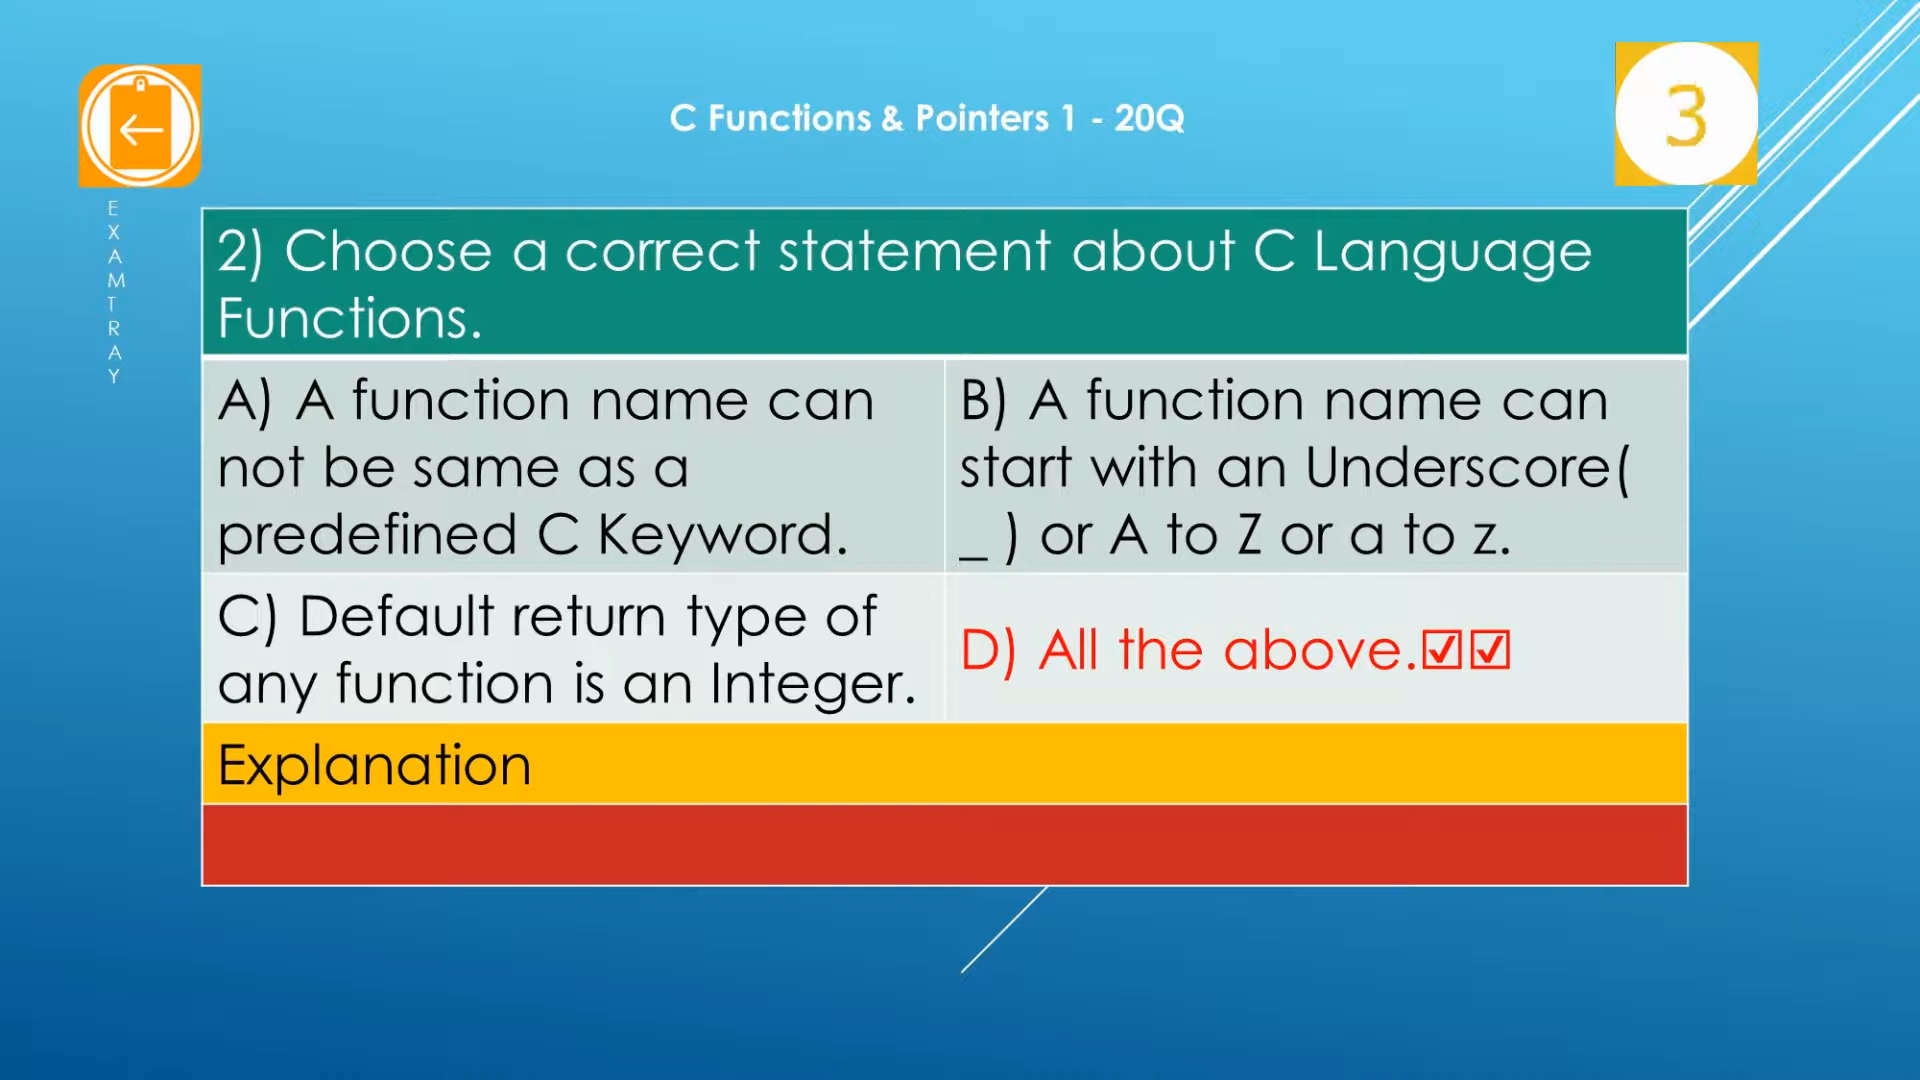 C Functions & Pointers 1 - 20Q
3
E
X
A
M
T
R
A
Y
2) Choose a correct statement about C Language
Functions.
A) A function name can
not be same as a
predefined C Keyword.
B) A function name can
start with an Underscore(
_ ) or A to Z or a to z.
C) Default return type of
any function is an Integer.
D) All the above.☑☑
Explanation